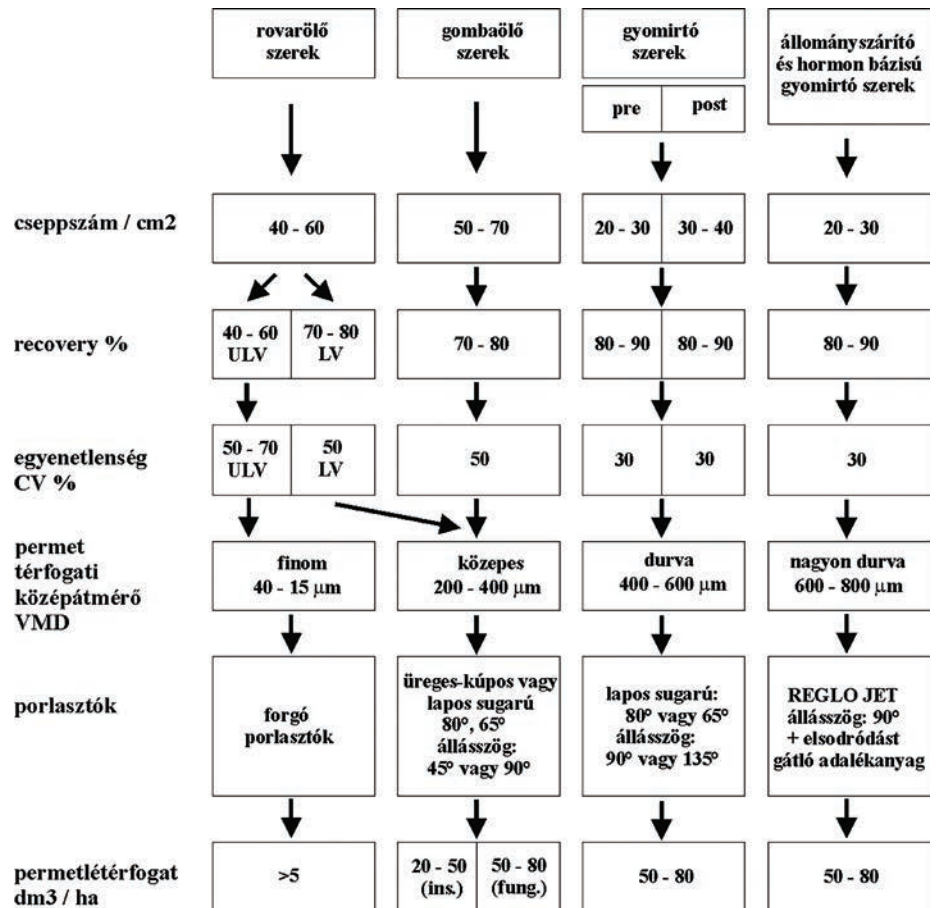 rovarölő
szerek
gombaölő
szerek
gyomirtó
szerek
pre
post
állományszárító
és hormon bázisú
gyomirtó szerek
cseppszám / cm2
40 - 60
50 - 70
20 - 30
30 - 40
20 - 30
recovery %
40 - 60
ULV
70 - 80
LV
70 - 80
80 - 90
80 - 90
80 - 90
egyenetlenség
CV %
50 - 70
ULV
50
LV
50
30
30
30
permet
térfogati
középátmérő
VMD
finom
40 - 15 µm
közepes
200 - 400 µm
durva
400 - 600 µm
nagyon durva
600 - 800 µm
porlasztók
forgó
porlasztók
üreges-kúpos vagy
lapos sugarú
80°, 65°
állásszög:
45° vagy 90°
lapos sugarú:
80° vagy 65°
állásszög:
90° vagy 135°
REGLO JET
állásszög: 90°
+ elsodródást
gátló adalékanyag
permetlétérfogat
dm3 / ha
>5
20 - 50
(ins.)
50 - 80
(fung.)
50 - 80
50 - 80